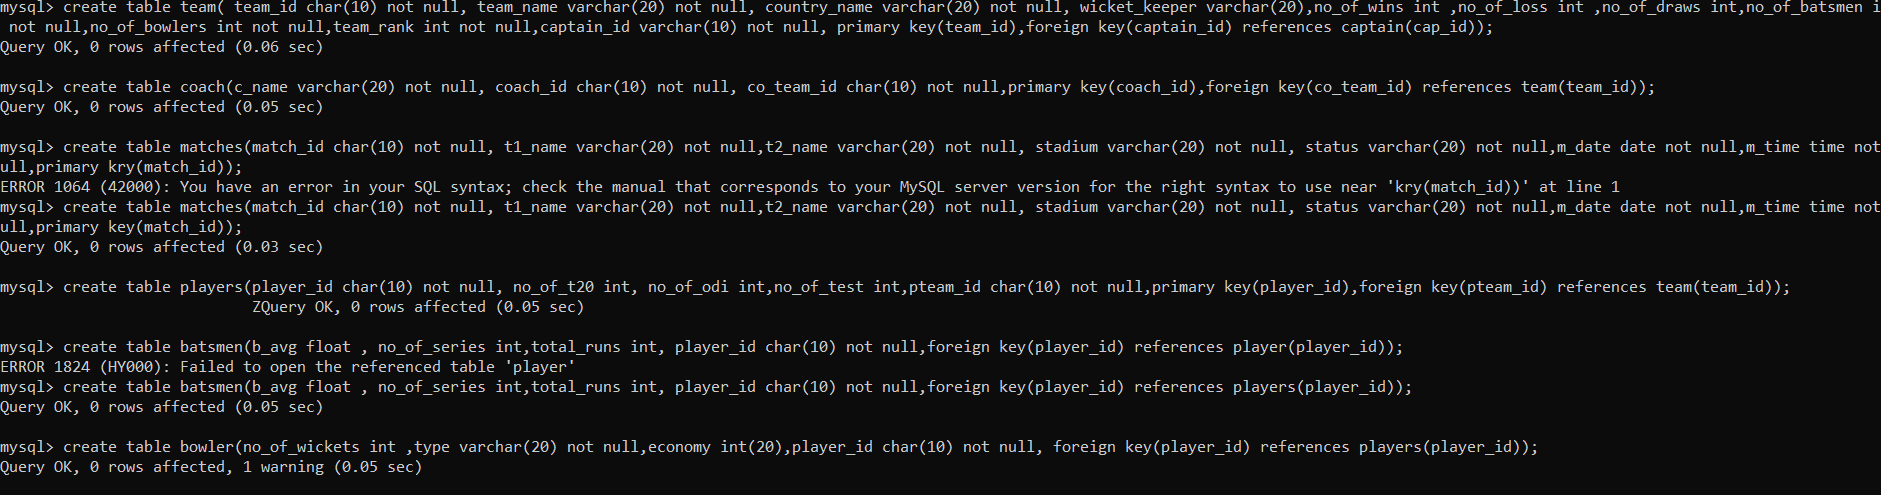 mysql> create table team( team_id char(10) not null, team_name varchar(20) not null, country_name varchar(20) not null, wicket_keeper varchar(20),no_of_wins int ,no_of_loss int ,no_of_draws int,no_of_batsmen i
 not null,no_of_bowlers int not null,team_rank int not null,captain_id varchar(10) not null, primary key(team_id),foreign key(captain_id) references captain(cap_id));
Query OK, 0 rows affected (0.06 sec)
mysql> create table coach(c_name varchar(20) not null, coach_id char(10) not null, co_team_id char(10) not null,primary key(coach_id),foreign key(co_team_id) references team(team_id));
Query OK, 0 rows affected (0.05 sec)
mysql> create table matches(match_id char(10) not null, t1_name varchar(20) not null,t2_name varchar(20) not null, stadium varchar(20) not null, status varchar(20) not null,m_date date not null,m_time time not
ull,primary kry(match_id));
ERROR 1064 (42000): You have an error in your SQL syntax; check the manual that corresponds to your MySQL server version for the right syntax to use near 'kry(match_id))' at line 1
mysql> create table matches(match_id char(10) not null, t1_name varchar(20) not null,t2_name varchar(20) not null, stadium varchar(20) not null, status varchar(20) not null,m_date date not null,m_time time not
ull,primary key(match_id));
Query OK, 0 rows affected (0.03 sec)
mysql> create table players(player_id char(10) not null, no_of_t20 int, no_of_odi int,no_of_test int,pteam_id char(10) not null,primary key(player_id),foreign key(pteam_id) references team(team_id));
ZQuery OK, 0 rows affected (0.05 sec)
mysql> create table batsmen(b_avg float , no_of_series int,total_runs int, player_id char(10) not null,foreign key(player_id) references player(player_id));
ERROR 1824 (HY000): Failed to open the referenced table 'player'
mysql> create table batsmen(b_avg float , no_of_series int,total_runs int, player_id char(10) not null,foreign key(player_id) references players(player_id));
Query OK, 0 rows affected (0.05 sec)
mysql> create table bowler(no_of_wickets int ,type varchar(20) not null,economy int(20),player_id char(10) not null, foreign key(player_id) references players(player_id));
Query OK, 0 rows affected, 1 warning (0.05 sec)